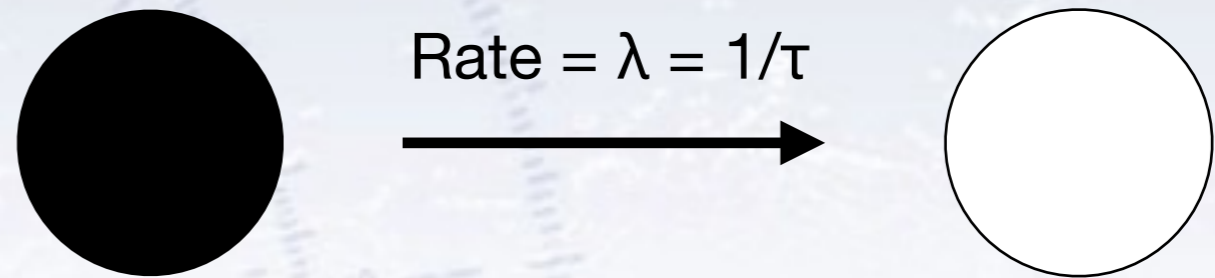 Rate = λ = 1/τ